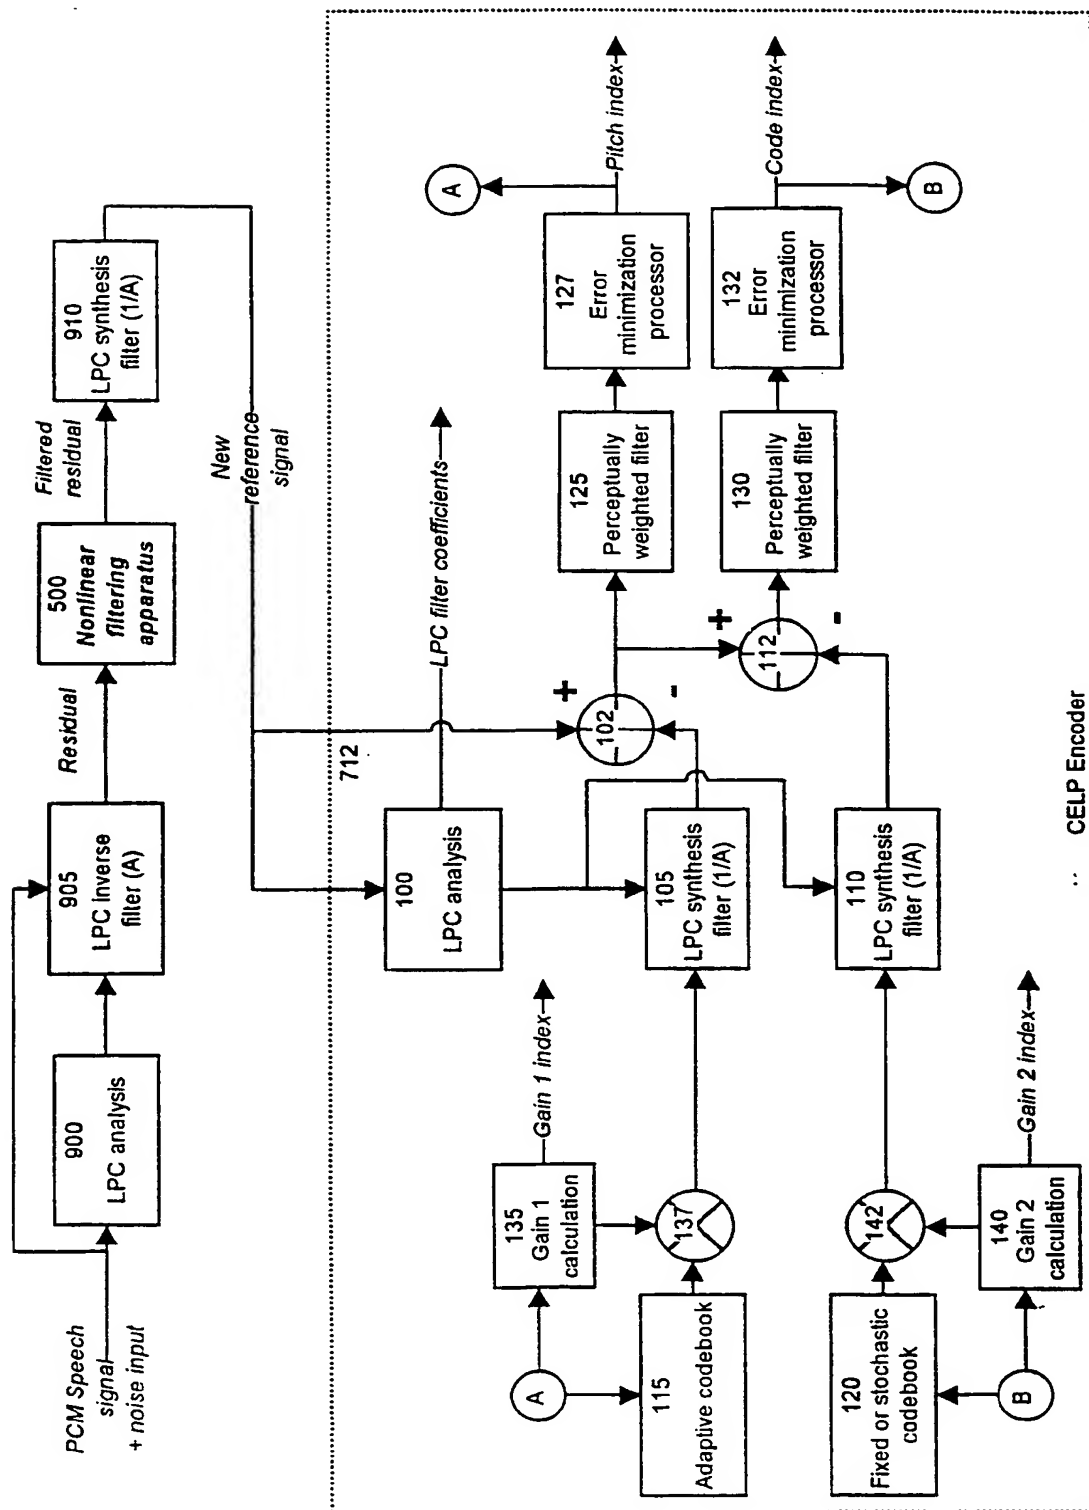 PCM Speech
signal
+ noise input
900
LPC analysis
905
LPC inverse
filter (A)
Residual
500
Nonlinear
filtering
apparatus
Filtered
residual
910
LPC synthesis
filter (1/A)
New
reference
signal
712
100
LPC analysis
LPC filter coefficients
A
135
Gain 1
calculation
Gain 1 index
115
Adaptive codebook
137
105
LPC synthesis
filter (1/A)
102
+
-
125
Perceptually
weighted filter
127
Error
minimization
processor
A
Pitch index
120
Fixed or stochastic
codebook
142
B
140
Gain 2
calculation
Gain 2 index
110
LPC synthesis
filter (1/A)
112
+
-
130
Perceptually
weighted filter
132
Error
minimization
processor
Code index
B
CELP Encoder